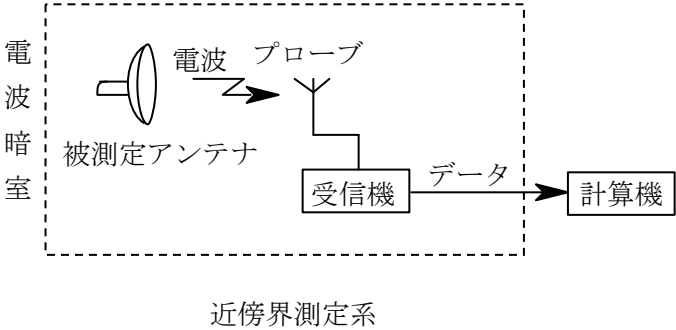 電波暗室
電波
プローブ
被測定アンテナ
受信機
データ
計算機
近傍界測定系